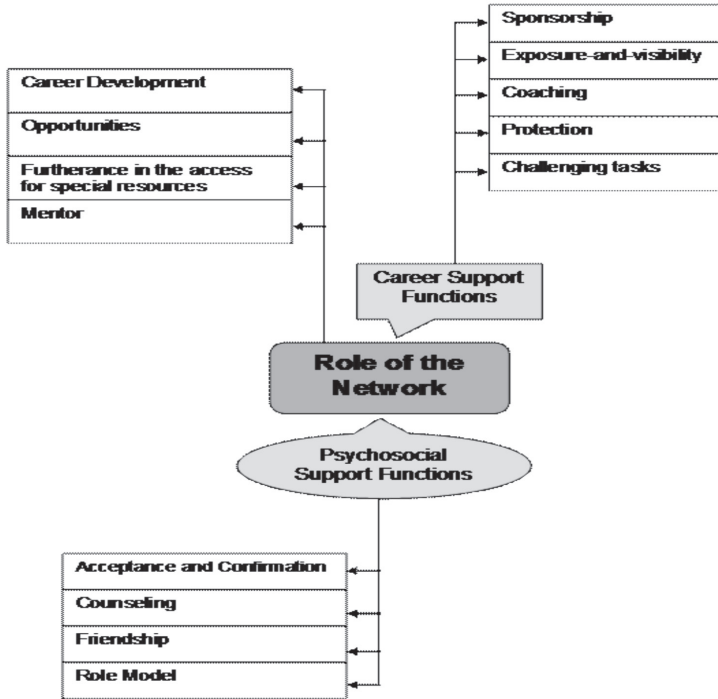 Sponsorship
Exposure-and-visibility
Coaching
Protection
Challenging tasks
Career Development
Opportunities
Furtherance in the access
for special resources
Mentor
Career Support
Functions
Role of the
Network
Psychosocial
Support Functions
Acceptance and Confirmation
Counseling
Friendship
Role Model